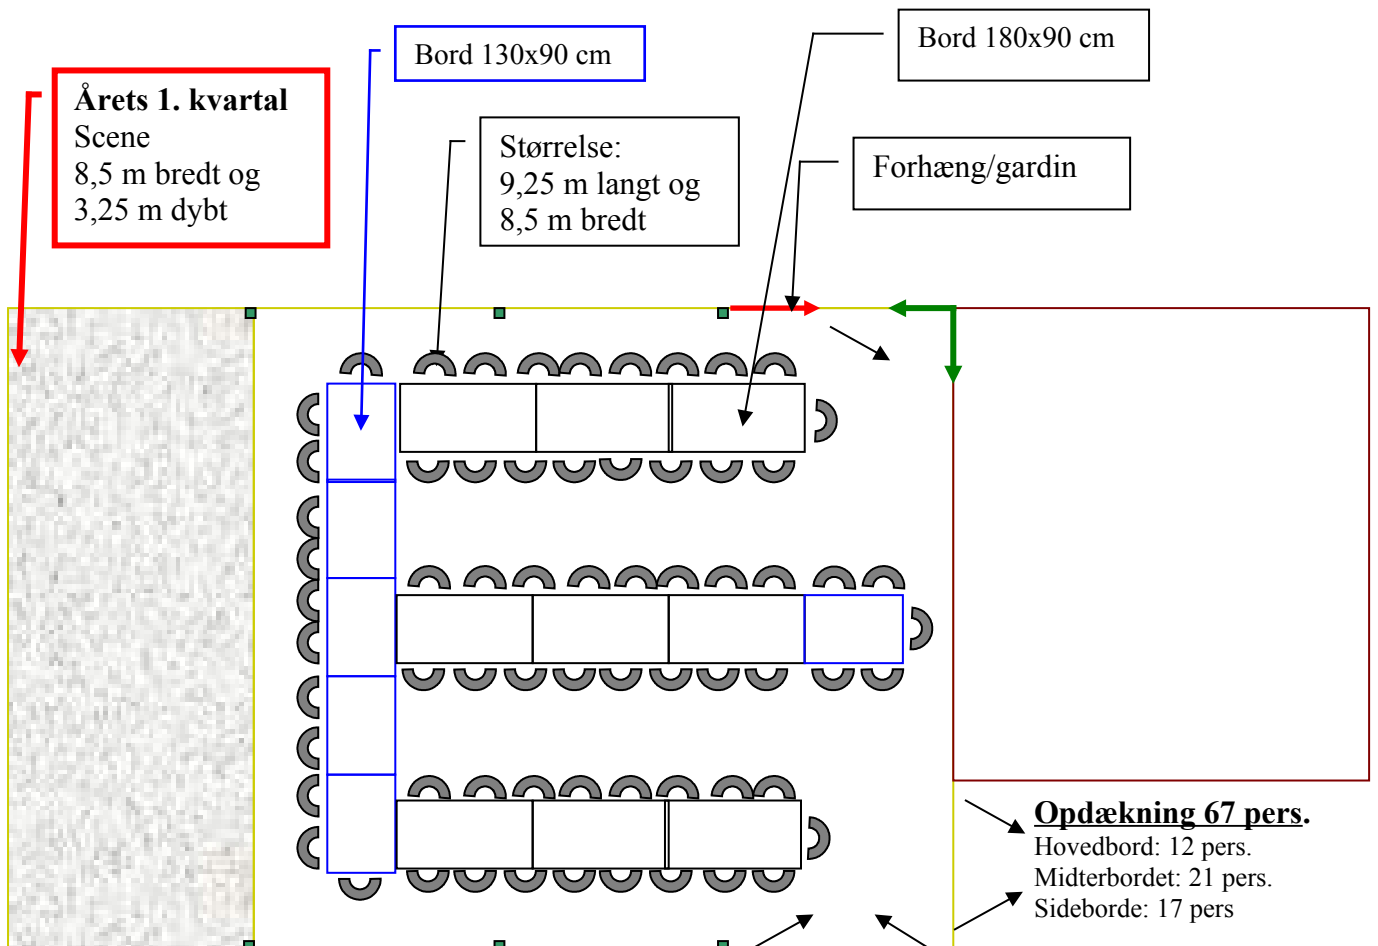 Bord 130x90 cm
Bord 180x90 cm
Årets 1. kvartal
Scene
8,5 m bredt og
3,25 m dybt
Størrelse:
9,25 m langt og
8,5 m bredt
Forhæng/gardin
Opdækning 67 pers.
Hovedbord: 12 pers.
Midterbordet: 21 pers.
Sideborde: 17 pers